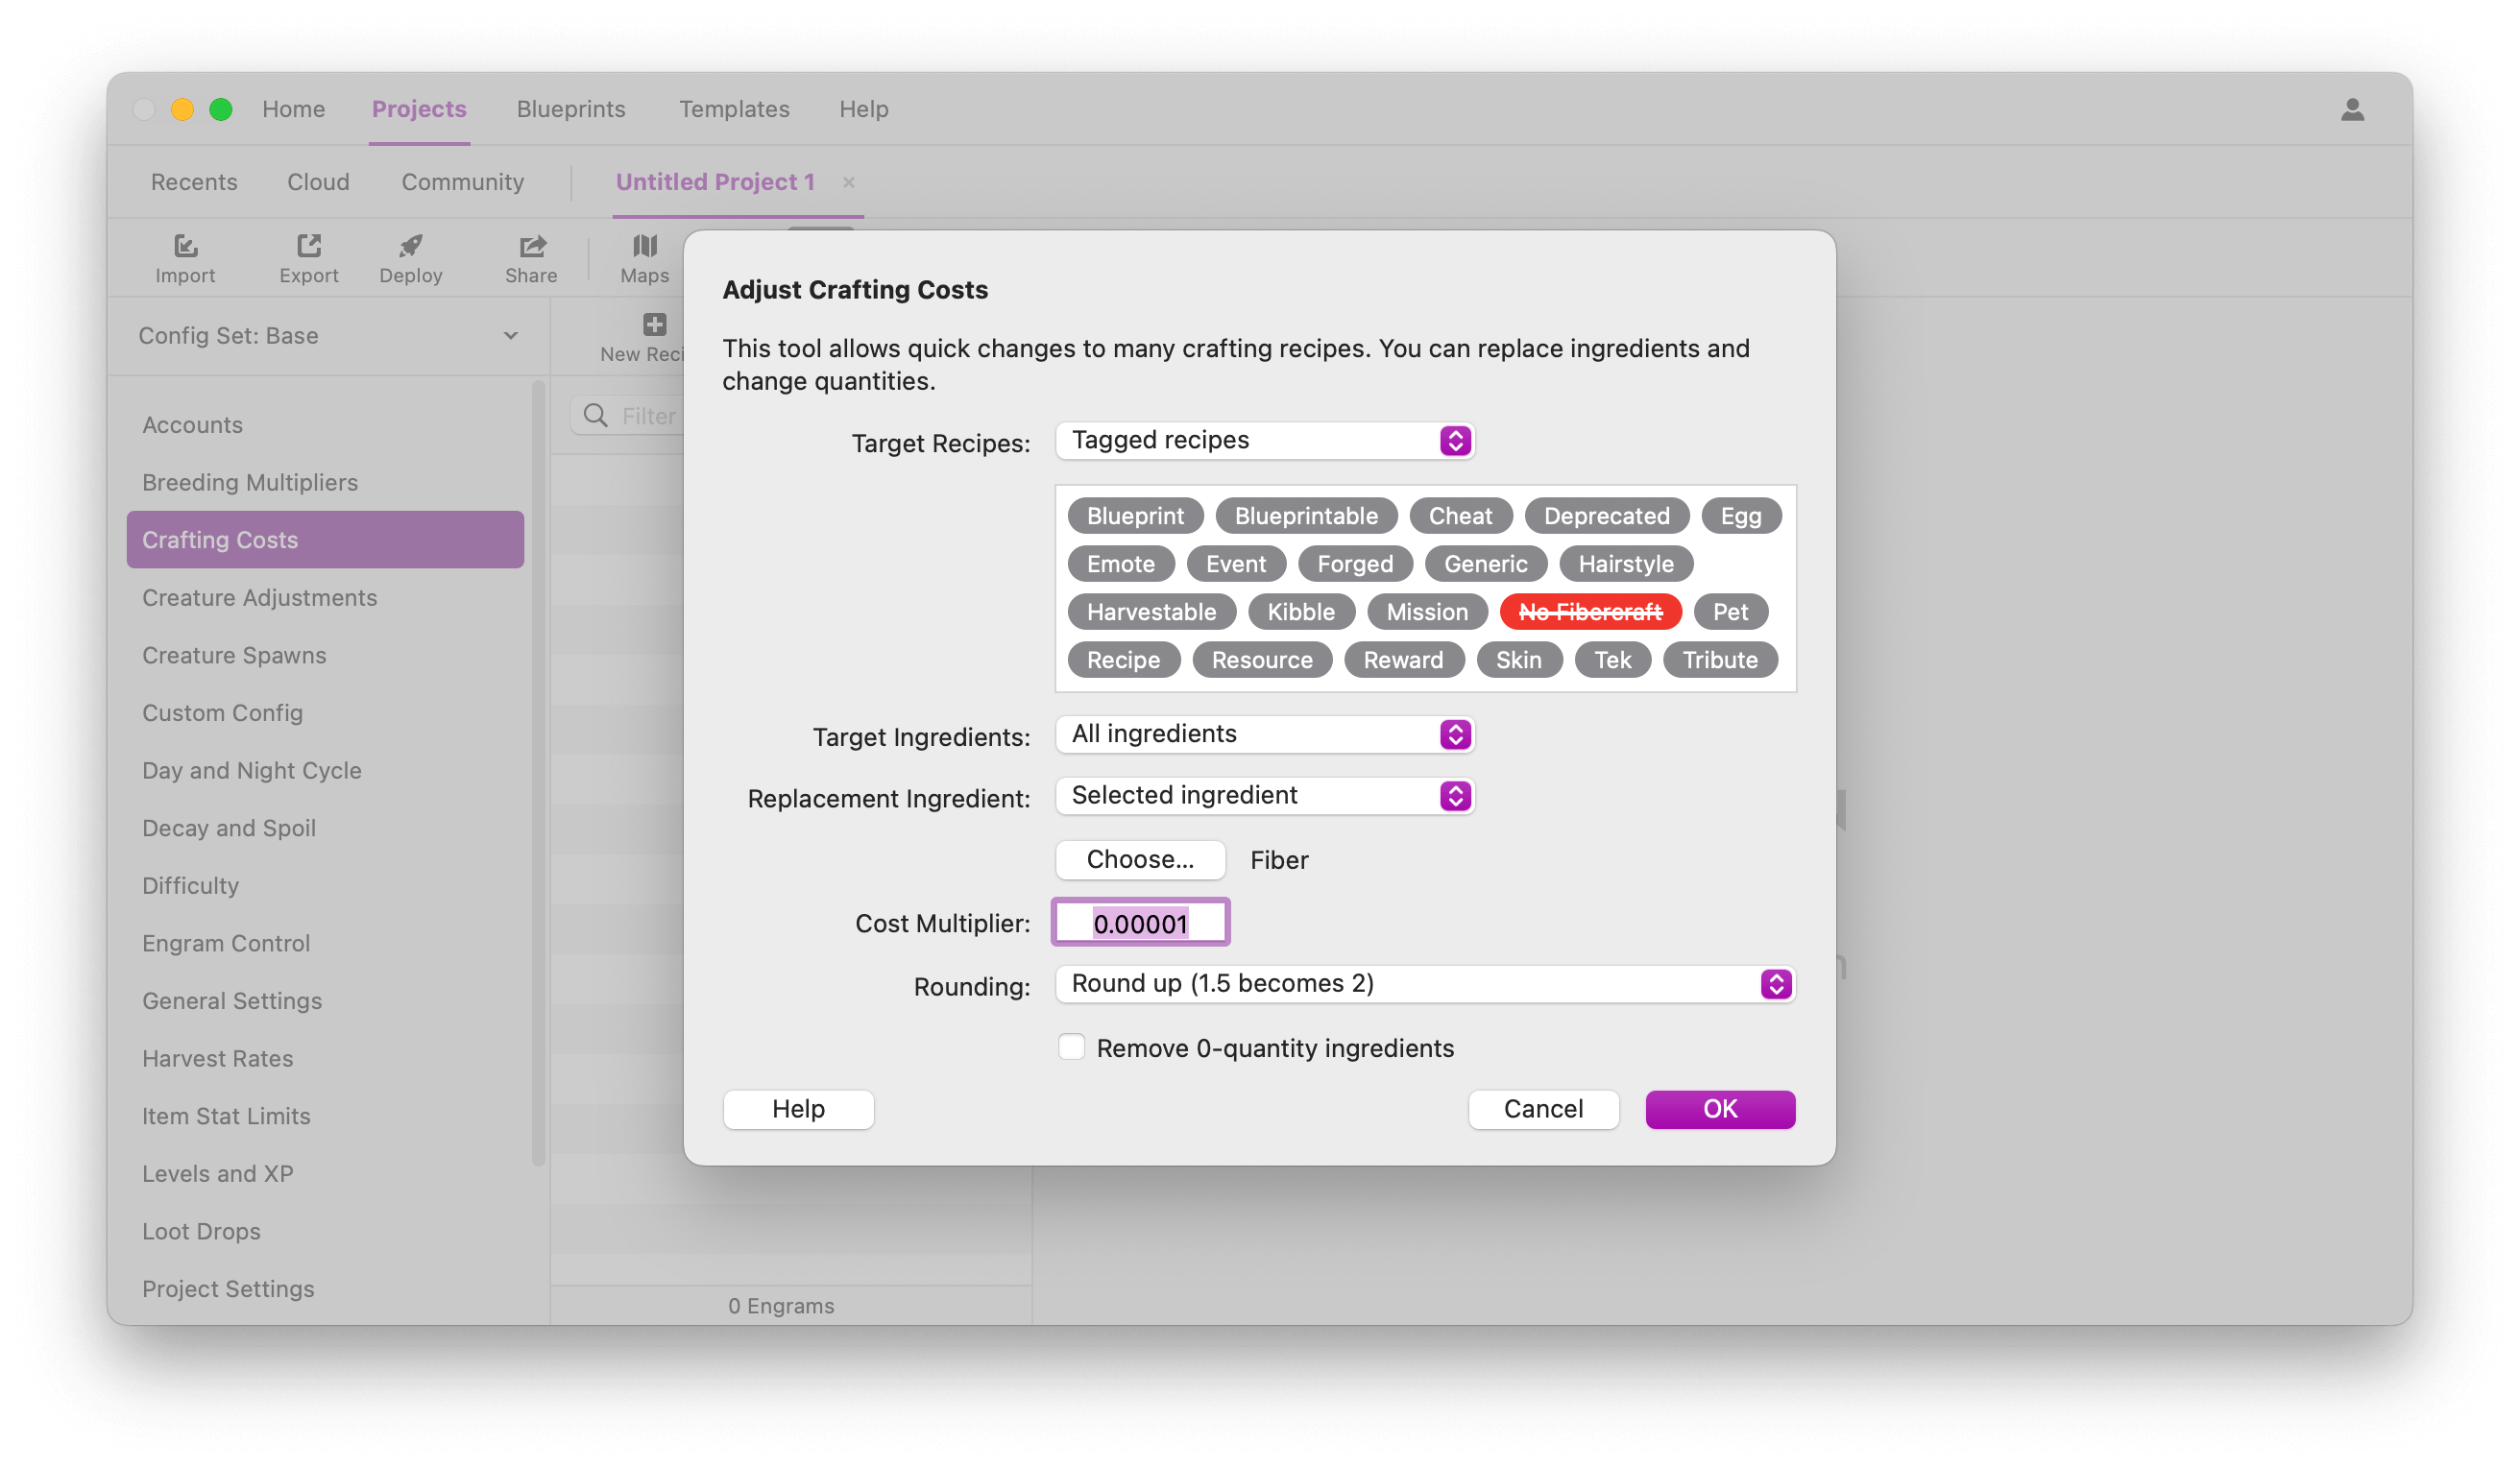 Home Projects Blueprints Templates Help
Recents Cloud Community Untitled Project 1 ×
Import Export Deploy Share Maps
Config Set: Base
New Reci
Filter
Accounts
Breeding Multipliers
Crafting Costs
Creature Adjustments
Creature Spawns
Custom Config
Day and Night Cycle
Decay and Spoil
Difficulty
Engram Control
General Settings
Harvest Rates
Item Stat Limits
Levels and XP
Loot Drops
Project Settings
0 Engrams
Adjust Crafting Costs
This tool allows quick changes to many crafting recipes. You can replace ingredients and
change quantities.
Target Recipes: Tagged recipes
Blueprint Blueprintable Cheat Deprecated Egg
Emote Event Forged Generic Hairstyle
Harvestable Kibble Mission No Fibercraft Pet
Recipe Resource Reward Skin Tek Tribute
Target Ingredients: All ingredients
Replacement Ingredient: Selected ingredient
Choose... Fiber
Cost Multiplier: 0.00001
Rounding: Round up (1.5 becomes 2)
Remove 0-quantity ingredients
Help Cancel OK